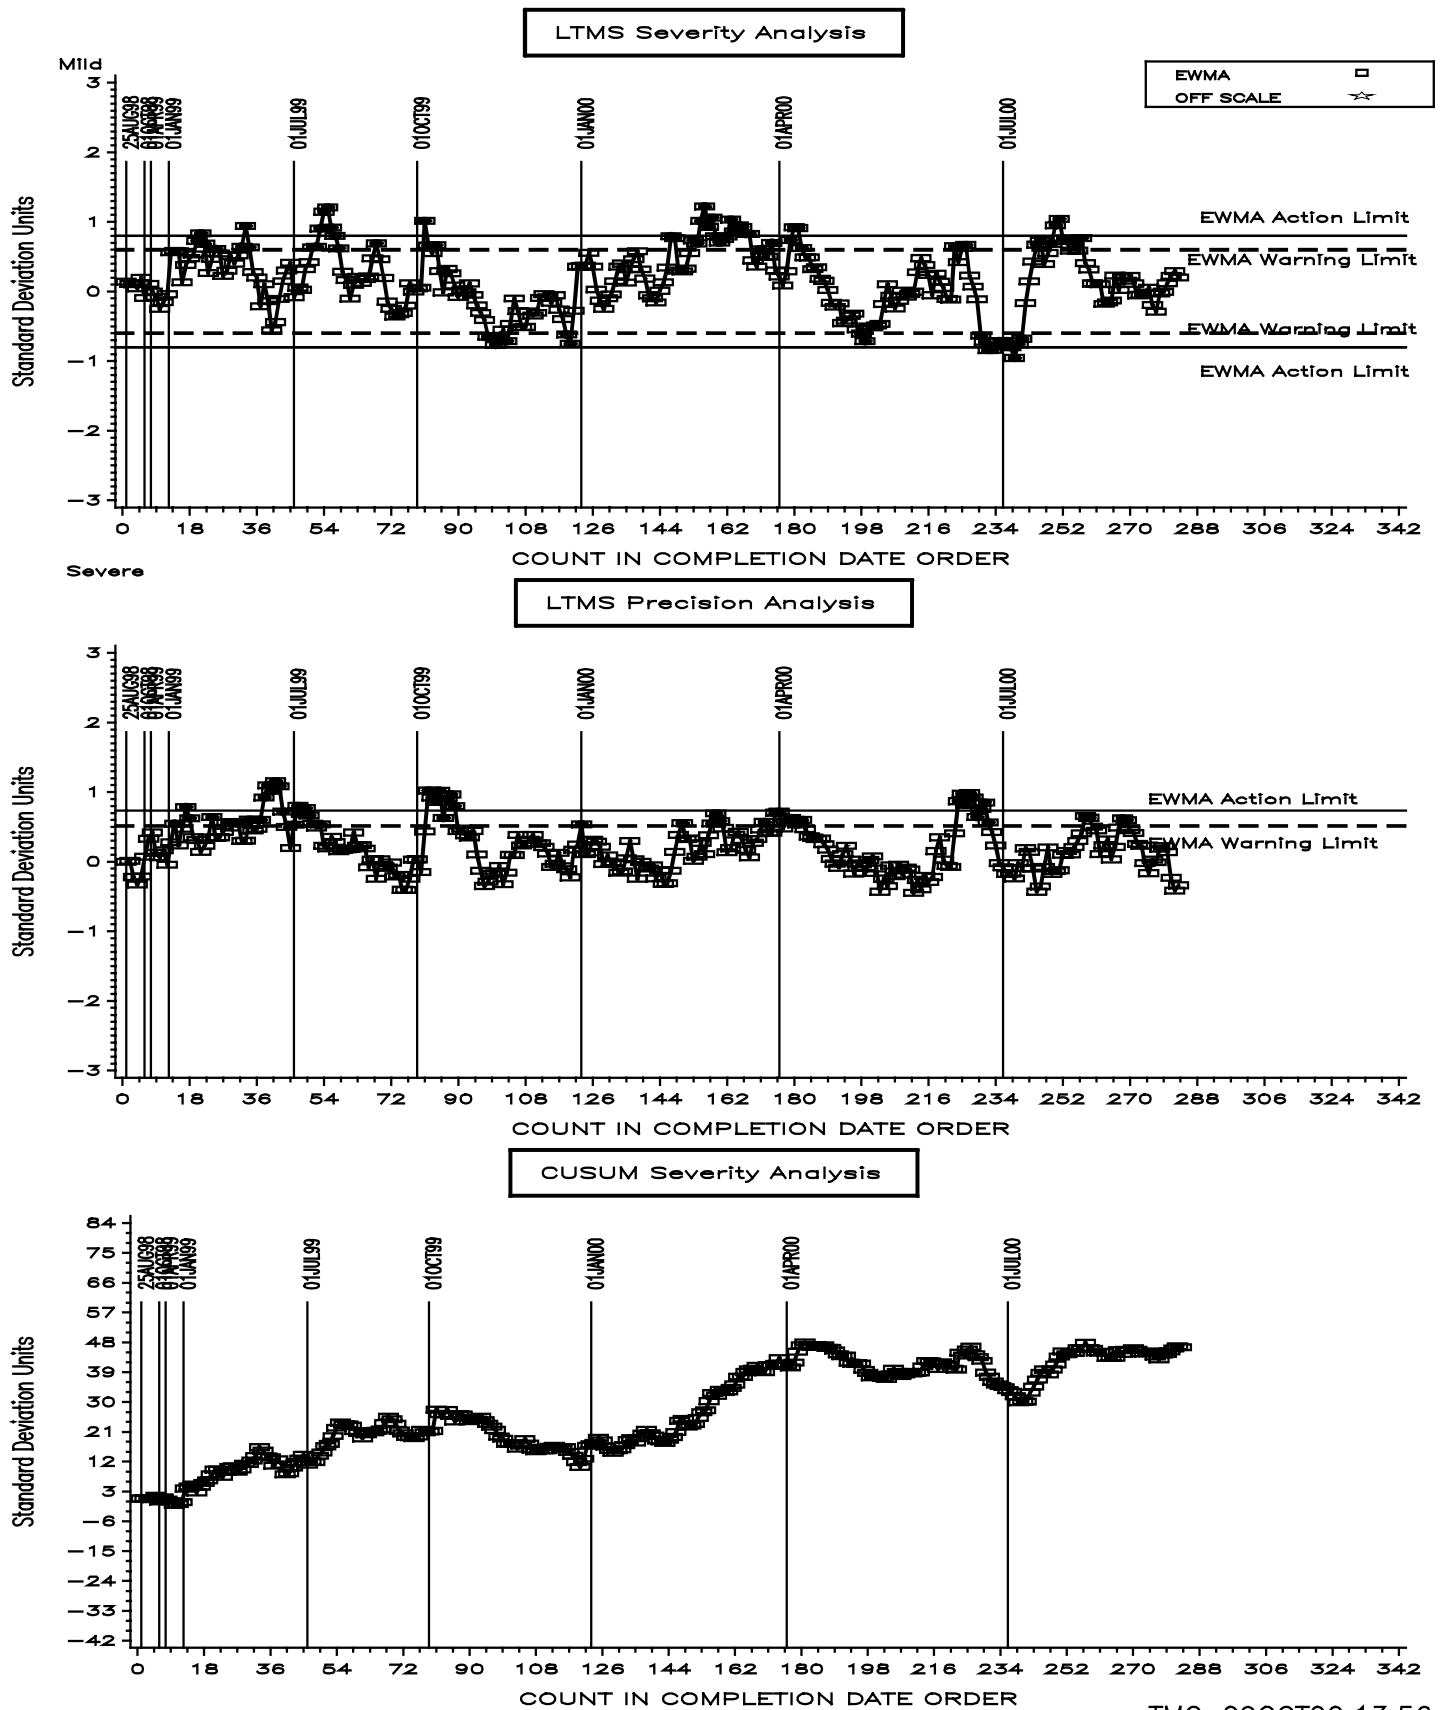 LTMS Severity Analysis
Mild
EWMA
OFF SCALE
3
2
1
0
−1
−2
−3
Standard Deviation Units
25AUG98
01OCT98
01APR99
01JAN99
01JUL99
01OCT99
01JAN00
01APR00
01JUL00
EWMA Action Limit
EWMA Warning Limit
EWMA Warning Limit
EWMA Action Limit
0 18 36 54 72 90 108 126 144 162 180 198 216 234 252 270 288 306 324 342
COUNT IN COMPLETION DATE ORDER
Severe
LTMS Precision Analysis
3
2
1
0
−1
−2
−3
Standard Deviation Units
25AUG98
01OCT98
01APR99
01JAN99
01JUL99
01OCT99
01JAN00
01APR00
01JUL00
EWMA Action Limit
EWMA Warning Limit
0 18 36 54 72 90 108 126 144 162 180 198 216 234 252 270 288 306 324 342
COUNT IN COMPLETION DATE ORDER
CUSUM Severity Analysis
84
75
66
57
48
39
30
21
12
3
−6
−15
−24
−33
−42
Standard Deviation Units
25AUG98
01OCT98
01APR99
01JAN99
01JUL99
01OCT99
01JAN00
01APR00
01JUL00
0 18 36 54 72 90 108 126 144 162 180 198 216 234 252 270 288 306 324 342
COUNT IN COMPLETION DATE ORDER